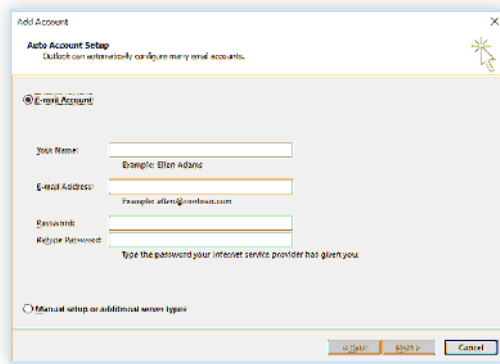 Add Account
Auto Account Setup
Outlook can automatically configure many email accounts.
E-mail Account
Your Name:
Example: Ellen Adams
E-mail Address:
Example: ellen@contoso.com
Password:
Retype Password:
Type the password your Internet service provider has given you.
Manual setup or additional server types
< Back Next > Cancel